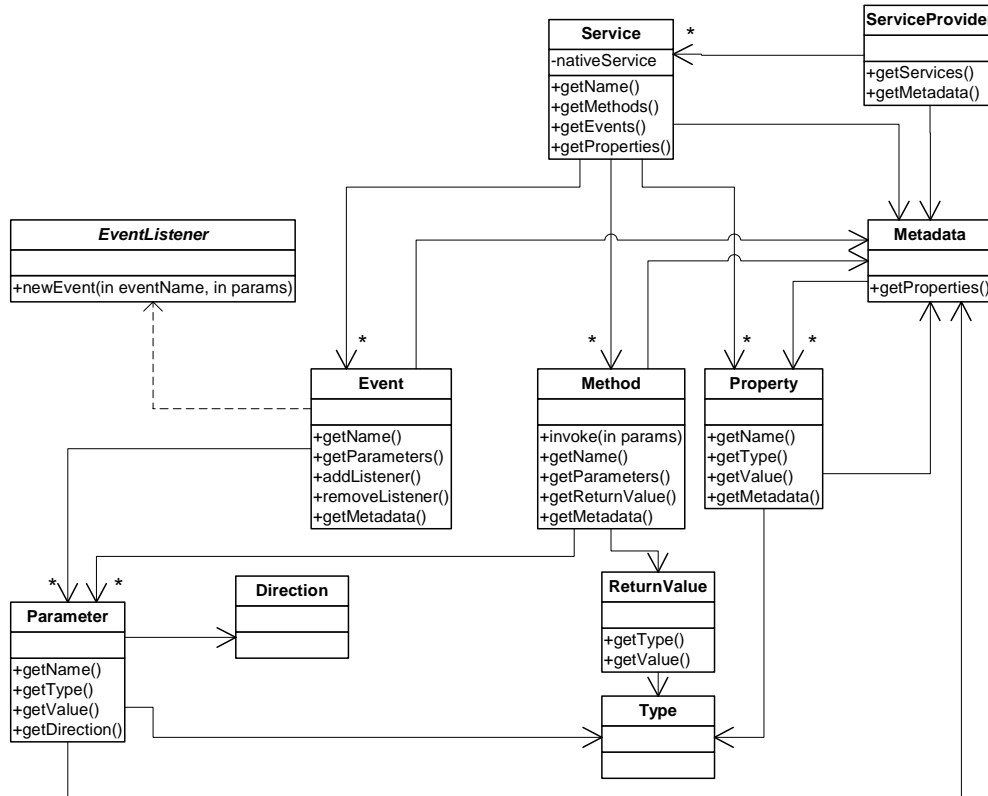 Service
-nativeService
+getName()
+getMethods()
+getEvents()
+getProperties()
*
ServiceProvider
+getServices()
+getMetadata()
EventListener
+newEvent(in eventName, in params)
Metadata
+getProperties()
*
*
*
*
Event
+getName()
+getParameters()
+addListener()
+removeListener()
+getMetadata()
Method
+invoke(in params)
+getName()
+getParameters()
+getReturnValue()
+getMetadata()
Property
+getName()
+getType()
+getValue()
+getMetadata()
*
*
Parameter
+getName()
+getType()
+getValue()
+getDirection()
Direction
ReturnValue
+getType()
+getValue()
Type